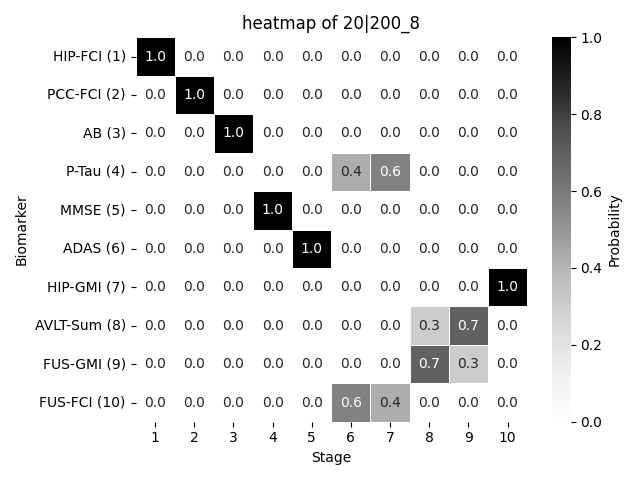 heatmap of 20|200_8
HIP-FCI (1) 1.0 0.0 0.0 0.0 0.0 0.0 0.0 0.0 0.0 0.0
PCC-FCI (2) 0.0 1.0 0.0 0.0 0.0 0.0 0.0 0.0 0.0 0.0
AB (3) 0.0 0.0 1.0 0.0 0.0 0.0 0.0 0.0 0.0 0.0
P-Tau (4) 0.0 0.0 0.0 0.0 0.0 0.4 0.6 0.0 0.0 0.0
MMSE (5) 0.0 0.0 0.0 1.0 0.0 0.0 0.0 0.0 0.0 0.0
ADAS (6) 0.0 0.0 0.0 0.0 1.0 0.0 0.0 0.0 0.0 0.0
HIP-GMI (7) 0.0 0.0 0.0 0.0 0.0 0.0 0.0 0.0 0.0 1.0
AVLT-Sum (8) 0.0 0.0 0.0 0.0 0.0 0.0 0.0 0.3 0.7 0.0
FUS-GMI (9) 0.0 0.0 0.0 0.0 0.0 0.0 0.0 0.7 0.3 0.0
FUS-FCI (10) 0.0 0.0 0.0 0.0 0.0 0.6 0.4 0.0 0.0 0.0
1 2 3 4 5 6 7 8 9 10
Stage
Biomarker
1.0
0.8
0.6
0.4
0.2
0.0
Probability